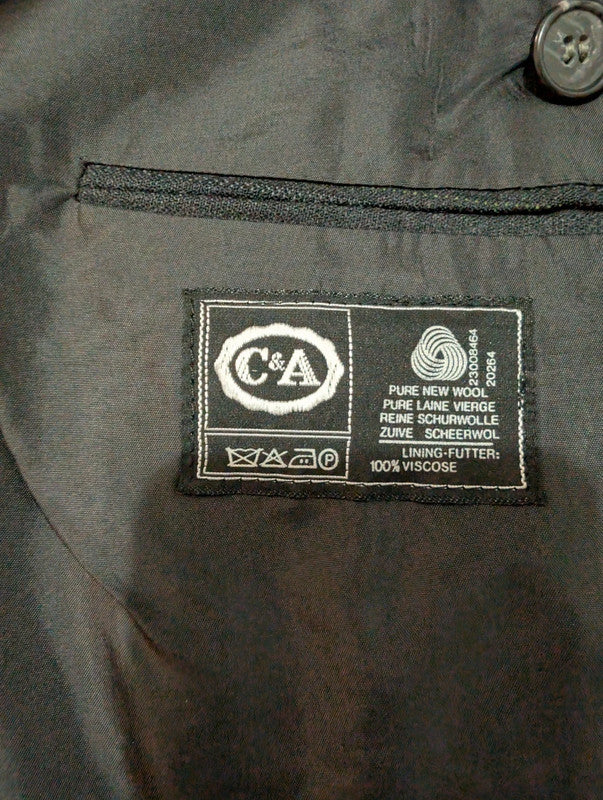 C&A
23008464
20264
PURE NEW WOOL
PURE LAINE VIERGE
REINE SCHURWOLLE
ZUIVE SCHEERWOL
LINING-FUTTER:
100% VISCOSE
P